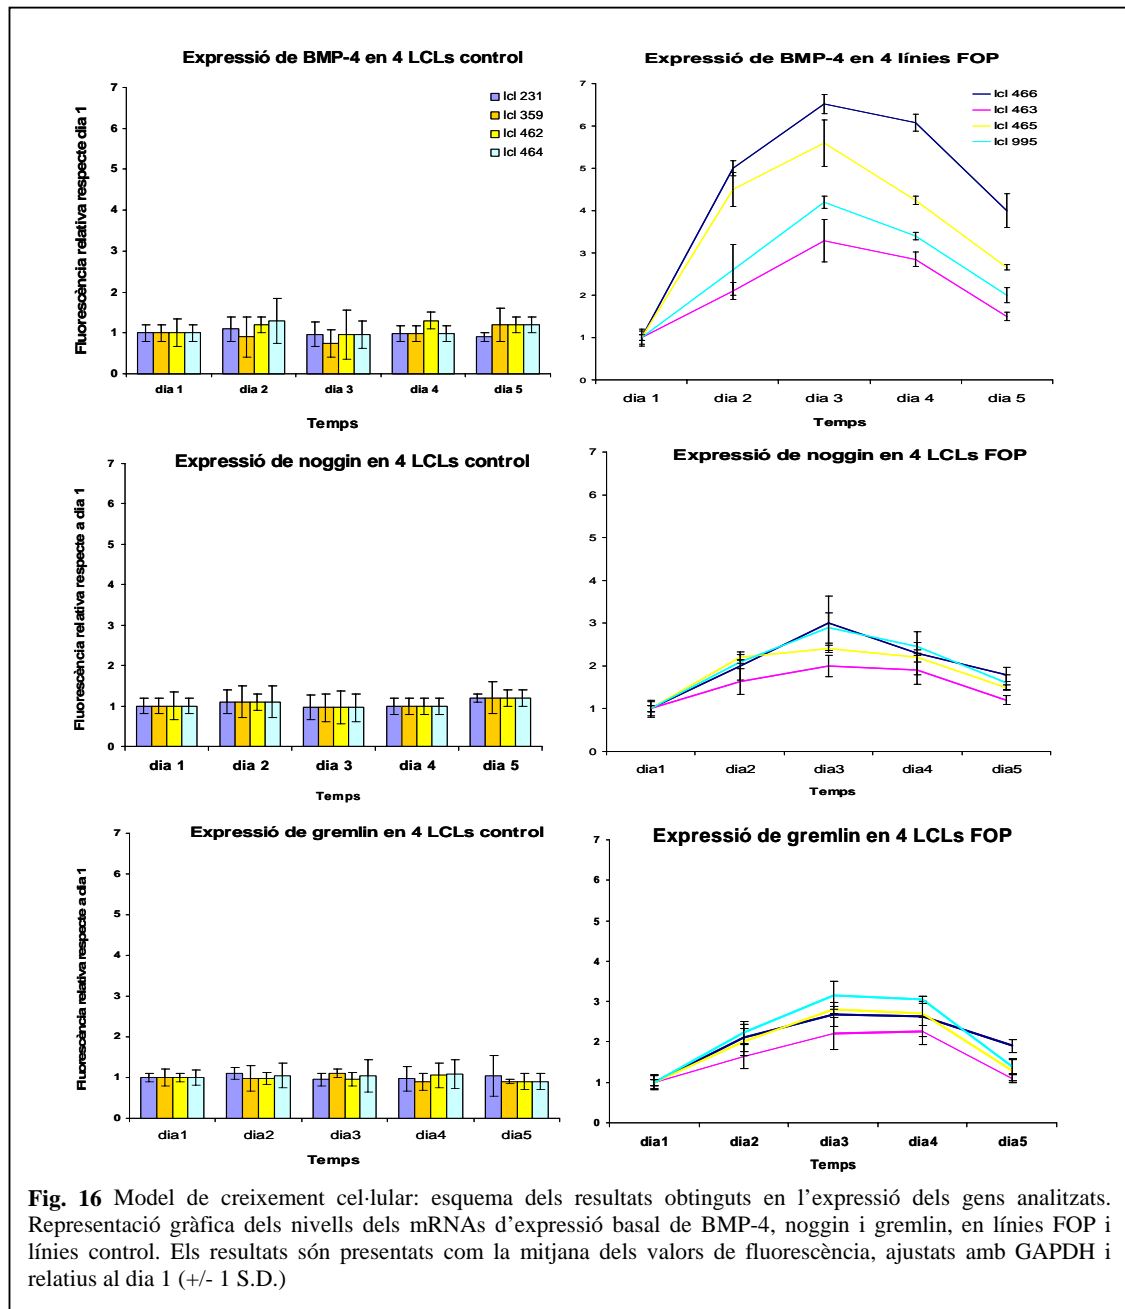 Expressió de BMP-4 en 4 LCLs control
Fluorescència relativa respecte dia 1
7
6
5
4
3
2
1
0
lcl 231
lcl 359
lcl 462
lcl 464
dia 1 dia 2 dia 3 dia 4 dia 5
Temps
Expressió de BMP-4 en 4 línies FOP
7
6
5
4
3
2
1
0
lcl 466
lcl 463
lcl 465
lcl 995
dia 1 dia 2 dia 3 dia 4 dia 5
Temps
Expressió de noggin en 4 LCLs control
Fluorescència relativa respecte a dia 1
7
6
5
4
3
2
1
0
dia 1 dia 2 dia 3 dia 4 dia 5
Temps
Expressió de noggin en 4 LCLs FOP
7
6
5
4
3
2
1
0
dia1 dia2 dia3 dia4 dia5
Temps
Expressió de gremlin en 4 LCLs control
Fluorescència relativa respecte a dia 1
7
6
5
4
3
2
1
0
dia1 dia2 dia3 dia4 dia5
Temps
Expressió de gremlin en 4 LCLs FOP
7
6
5
4
3
2
1
0
dia1 dia2 dia3 dia4 dia5
Temps
Fig. 16 Model de creixement cel·lular: esquema dels resultats obtinguts en l'expressió dels gens analitzats.
Representació gràfica dels nivells dels mRNAs d'expressió basal de BMP-4, noggin i gremlin, en línies FOP i
línies control. Els resultats són presentats com la mitjana dels valors de fluorescència, ajustats amb GAPDH i
relatius al dia 1 (+/- 1 S.D.)